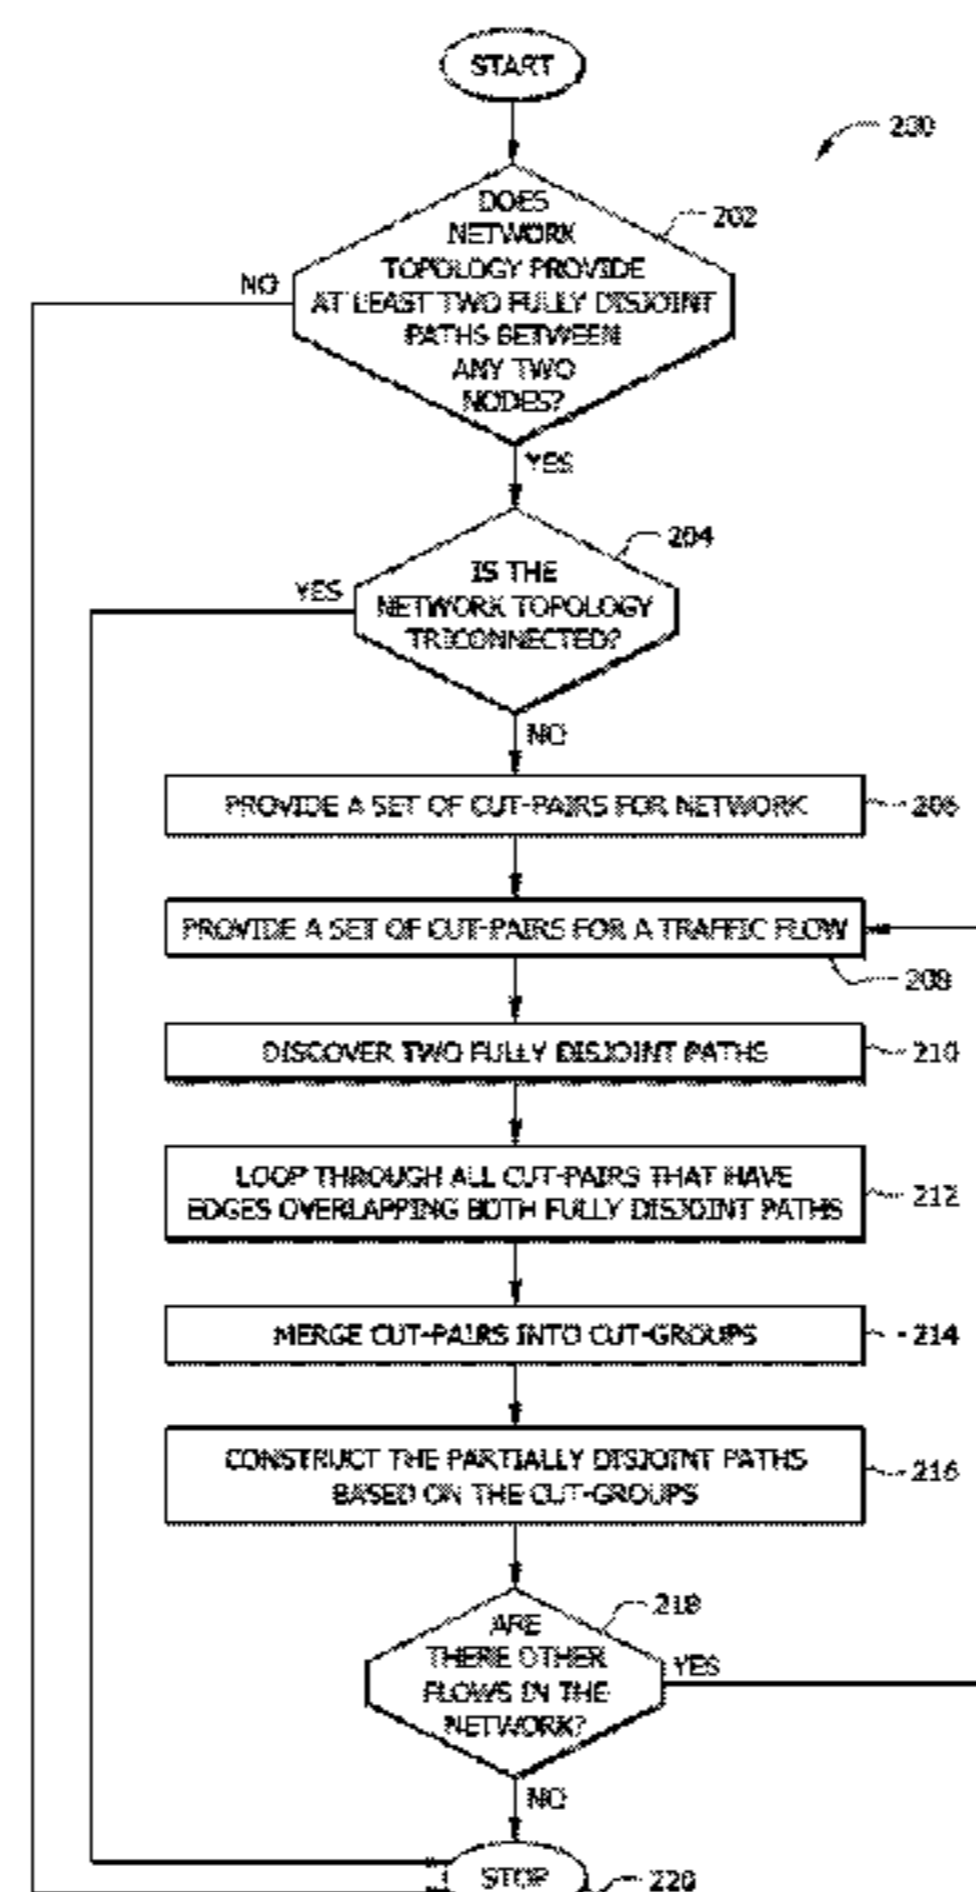 START
200
DOES
NETWORK
TOPOLOGY PROVIDE
AT LEAST TWO FULLY DISJOINT
PATHS BETWEEN
ANY TWO
NODES?
202
NO
YES
IS THE
NETWORK TOPOLOGY
TRICONNECTED?
204
YES
NO
PROVIDE A SET OF CUT-PAIRS FOR NETWORK
206
PROVIDE A SET OF CUT-PAIRS FOR A TRAFFIC FLOW
208
DISCOVER TWO FULLY DISJOINT PATHS
210
LOOP THROUGH ALL CUT-PAIRS THAT HAVE
EDGES OVERLAPPING BOTH FULLY DISJOINT PATHS
212
MERGE CUT-PAIRS INTO CUT-GROUPS
214
CONSTRUCT THE PARTIALLY DISJOINT PATHS
BASED ON THE CUT-GROUPS
216
ARE
THERE OTHER
FLOWS IN THE
NETWORK?
218
YES
NO
STOP
220